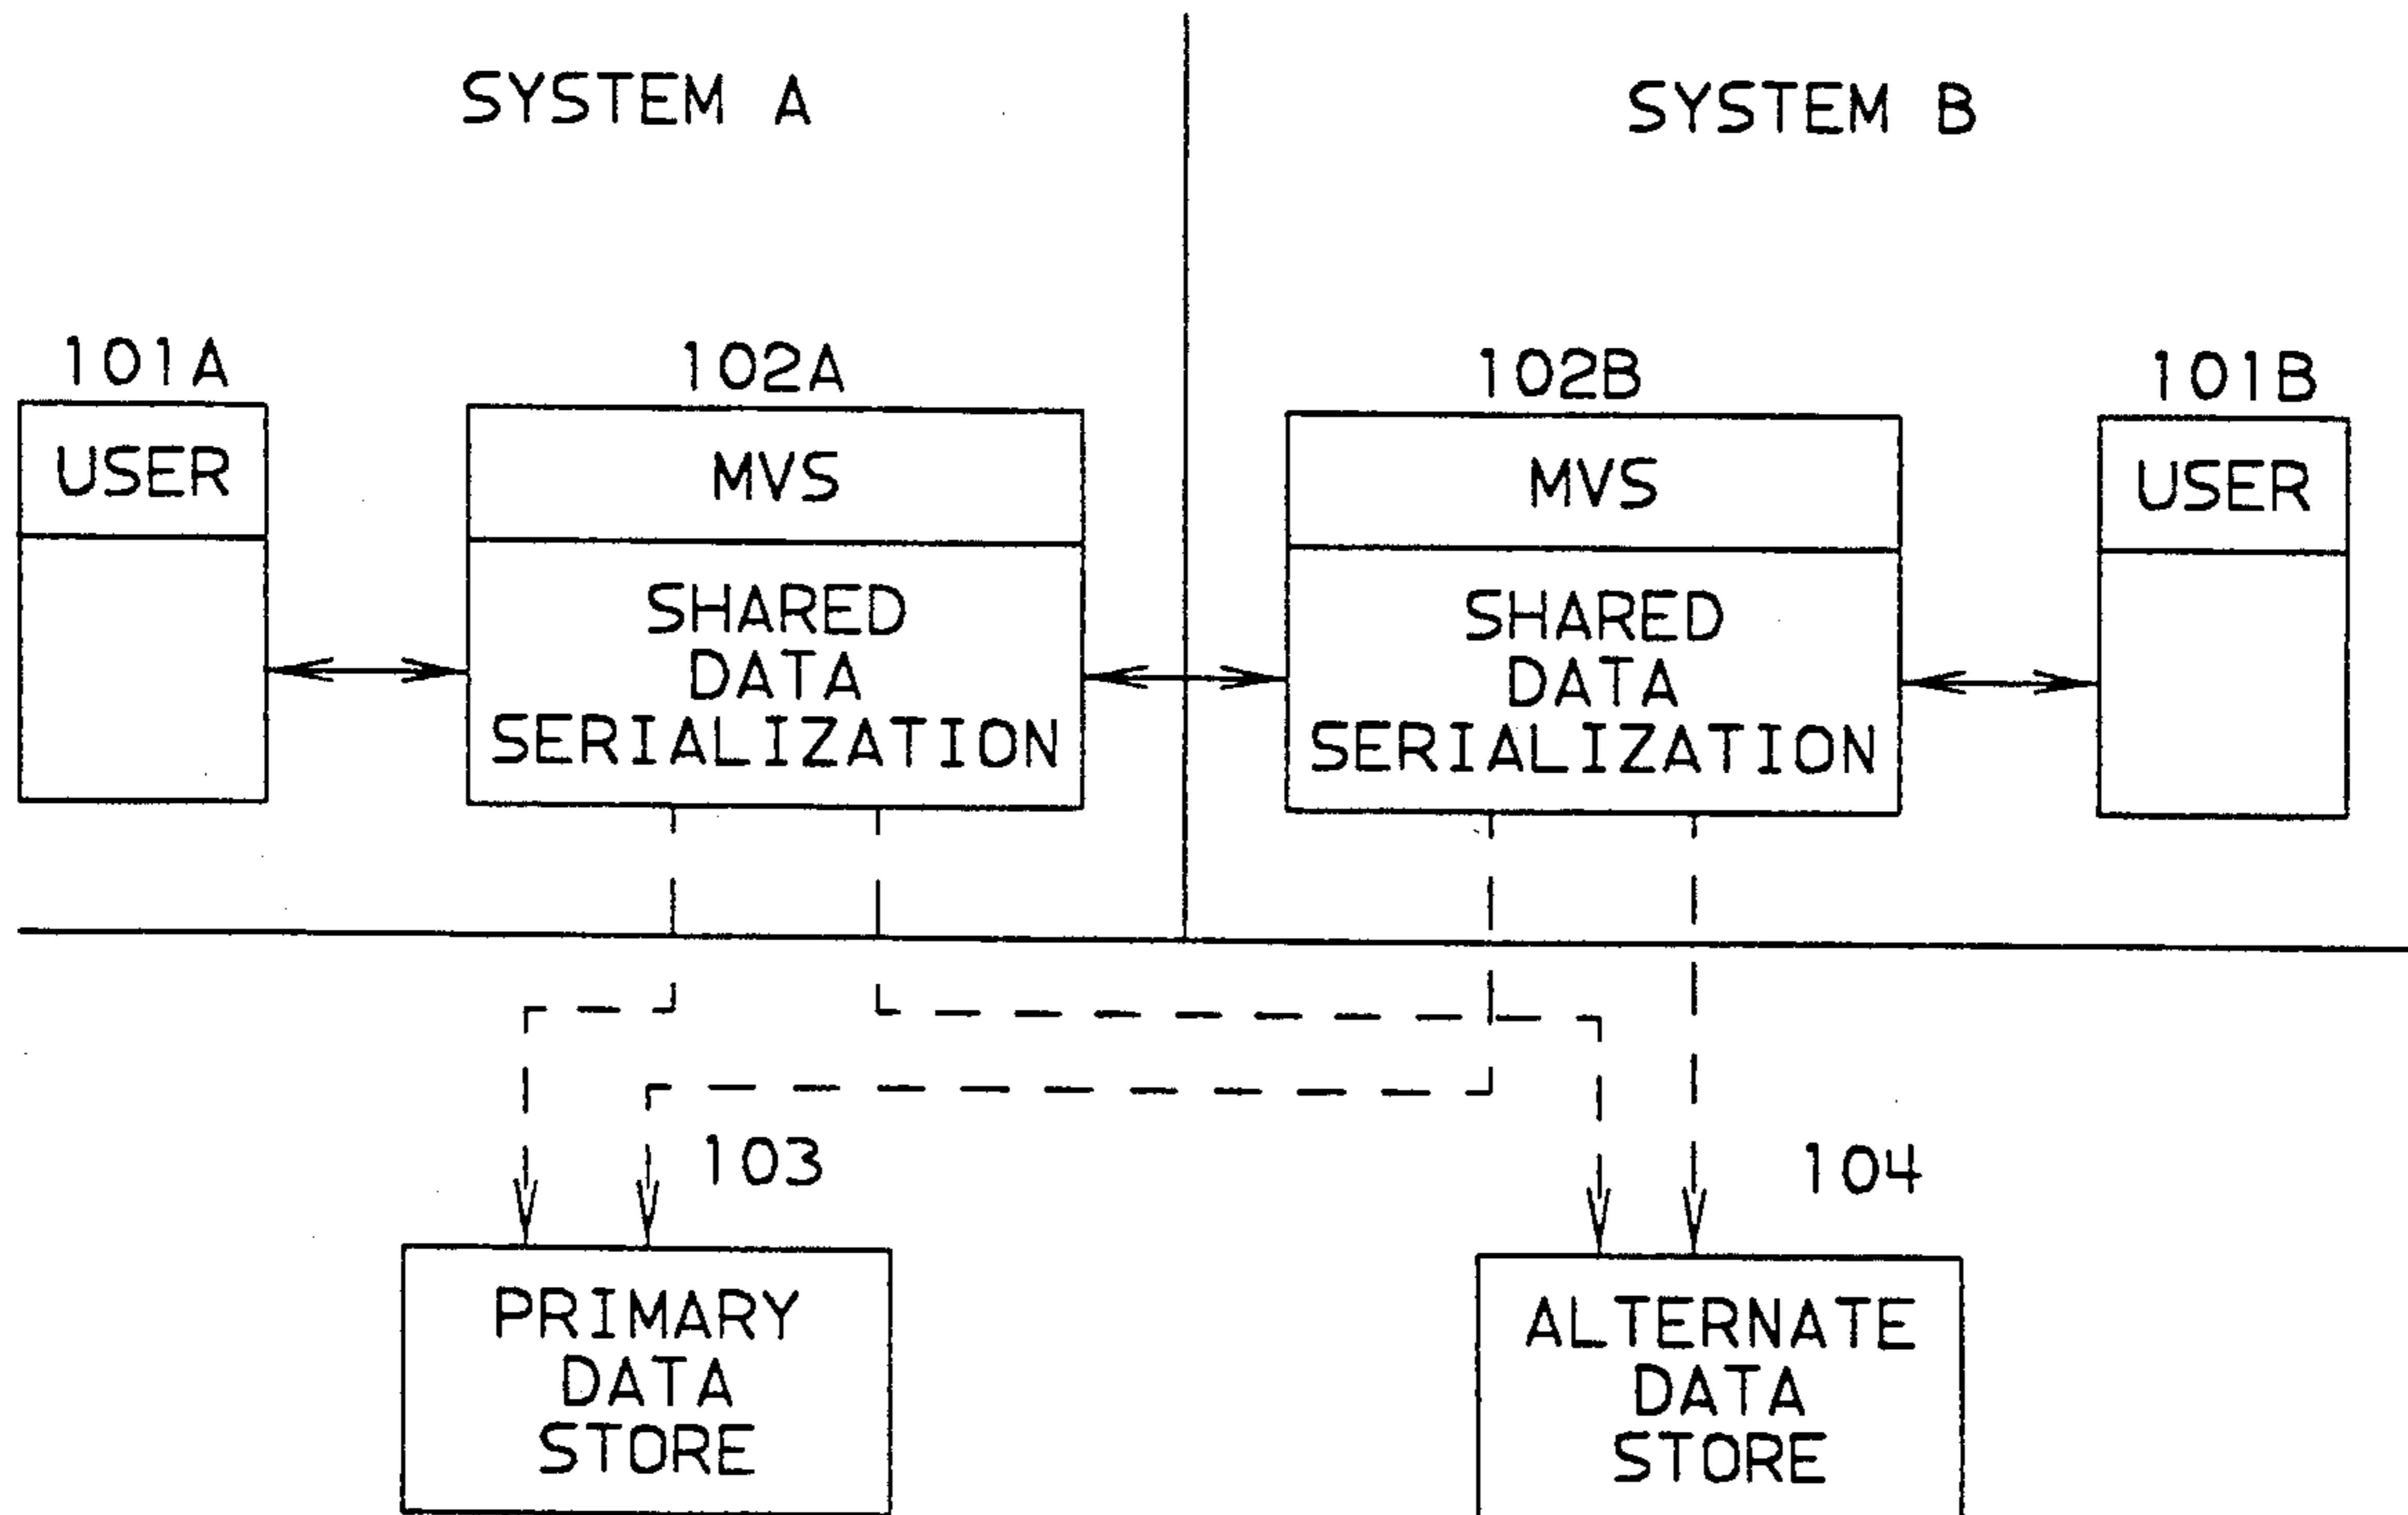 SYSTEM A
SYSTEM B
101A
102A
102B
101B
USER
MVS
MVS
USER
SHARED
DATA
SERIALIZATION
SHARED
DATA
SERIALIZATION
103
104
PRIMARY
DATA
STORE
ALTERNATE
DATA
STORE